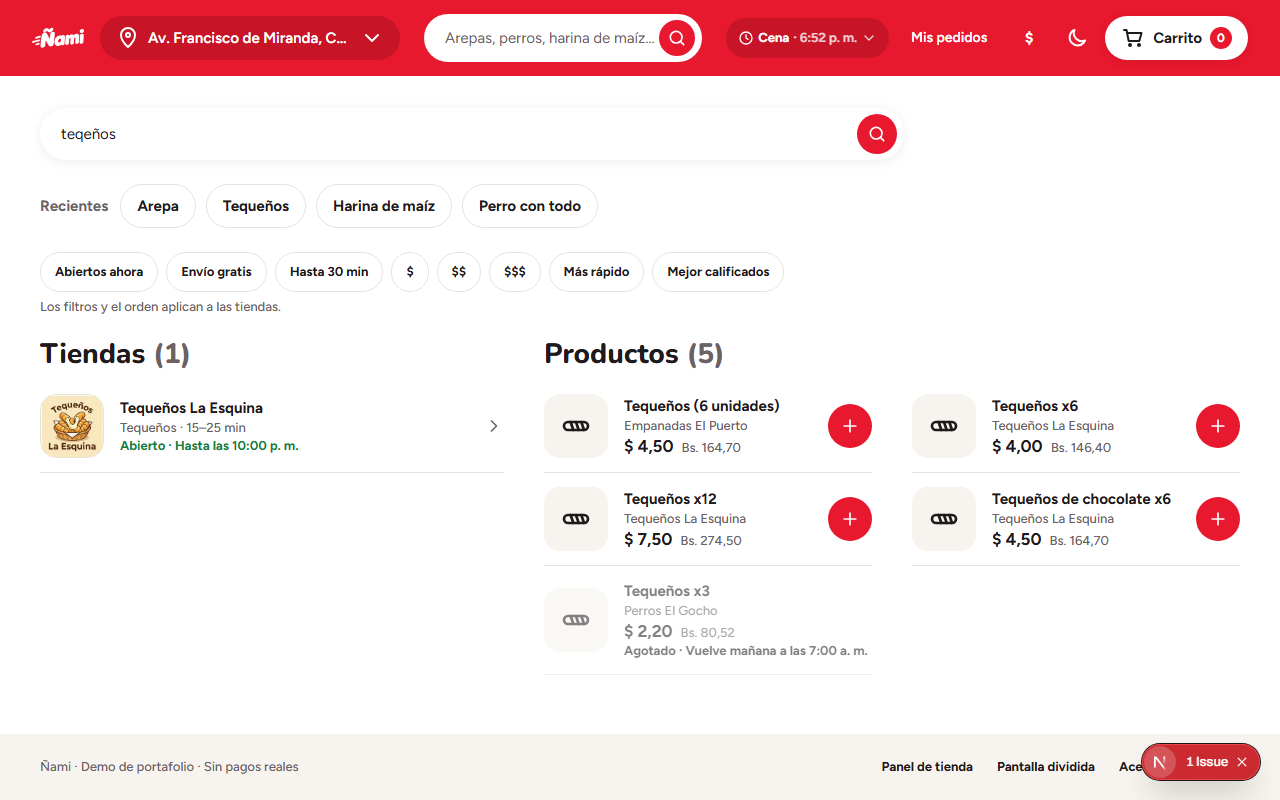 Ñami
Av. Francisco de Miranda, C...
Arepas, perros, harina de maíz...
Cena · 6:52 p. m.
Mis pedidos
$
Carrito
0
teqeños
Recientes
Arepa
Tequeños
Harina de maíz
Perro con todo
Abiertos ahora
Envío gratis
Hasta 30 min
$
$$
$$$
Más rápido
Mejor calificados
Los filtros y el orden aplican a las tiendas.
Tiendas (1)
Tequeños
La Esquina
Tequeños La Esquina
Tequeños · 15–25 min
Abierto · Hasta las 10:00 p. m.
Productos (5)
Tequeños (6 unidades)
Empanadas El Puerto
$ 4,50 Bs. 164,70
Tequeños x6
Tequeños La Esquina
$ 4,00 Bs. 146,40
Tequeños x12
Tequeños La Esquina
$ 7,50 Bs. 274,50
Tequeños de chocolate x6
Tequeños La Esquina
$ 4,50 Bs. 164,70
Tequeños x3
Perros El Gocho
$ 2,20 Bs. 80,52
Agotado · Vuelve mañana a las 7:00 a. m.
Ñami · Demo de portafolio · Sin pagos reales
Panel de tienda
Pantalla dividida
Ace
N
1 Issue